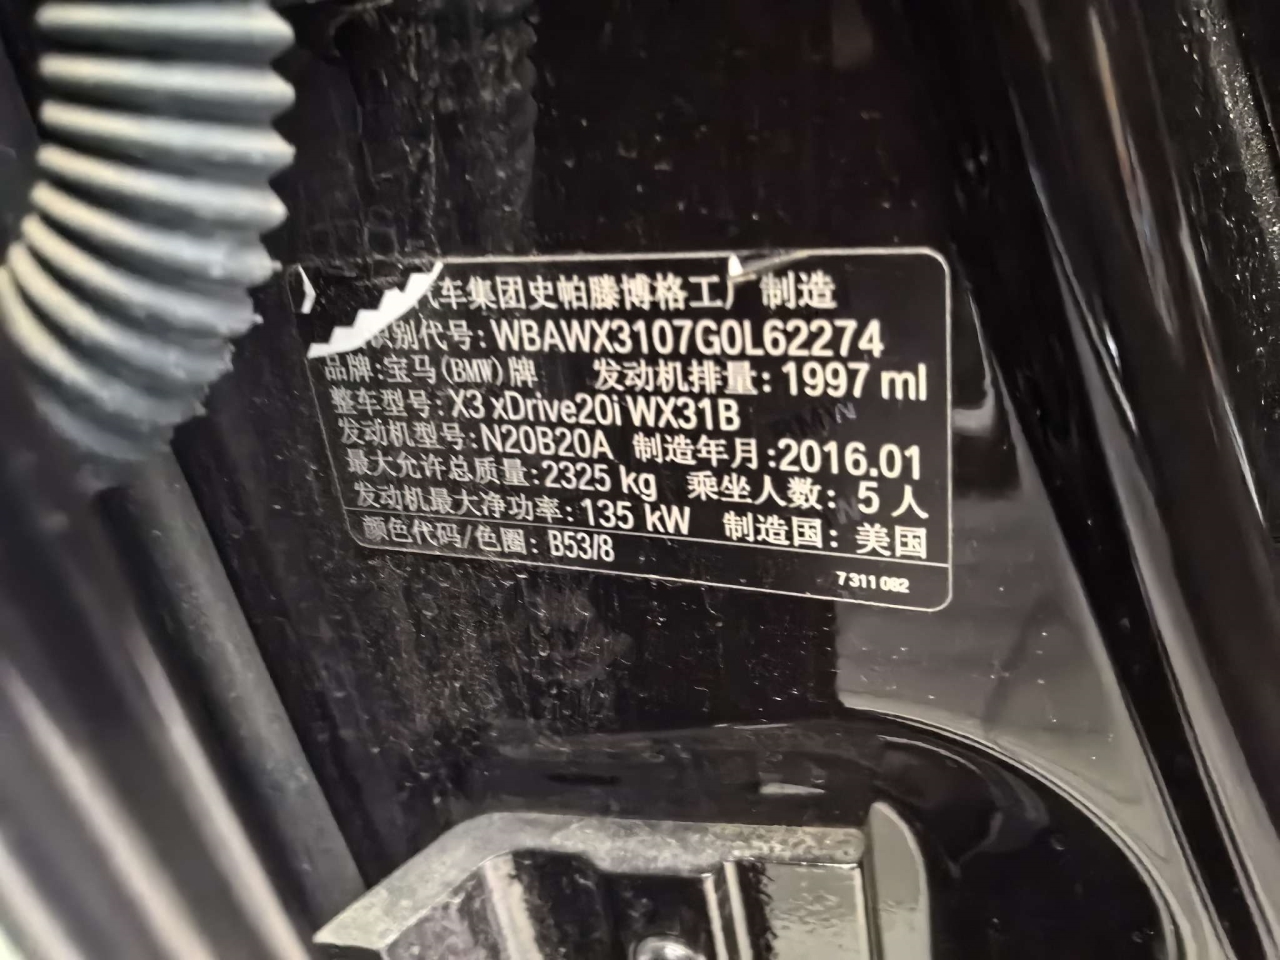 汽车集团史帕滕博格工厂 制造
识别代号: WBAWX3107G0L62274
品牌:宝马(BMW)牌 发动机排量: 1997 ml
整车型号: X3 xDrive20i WX31B
发动机型号: N20B20A 制造年月:2016.01
最大允许总质量: 2325 kg 乘坐人数: 5 人
发动机最大净功率: 135 kW 制造国: 美国
颜色代码/色圈: B53/8
7 311 082